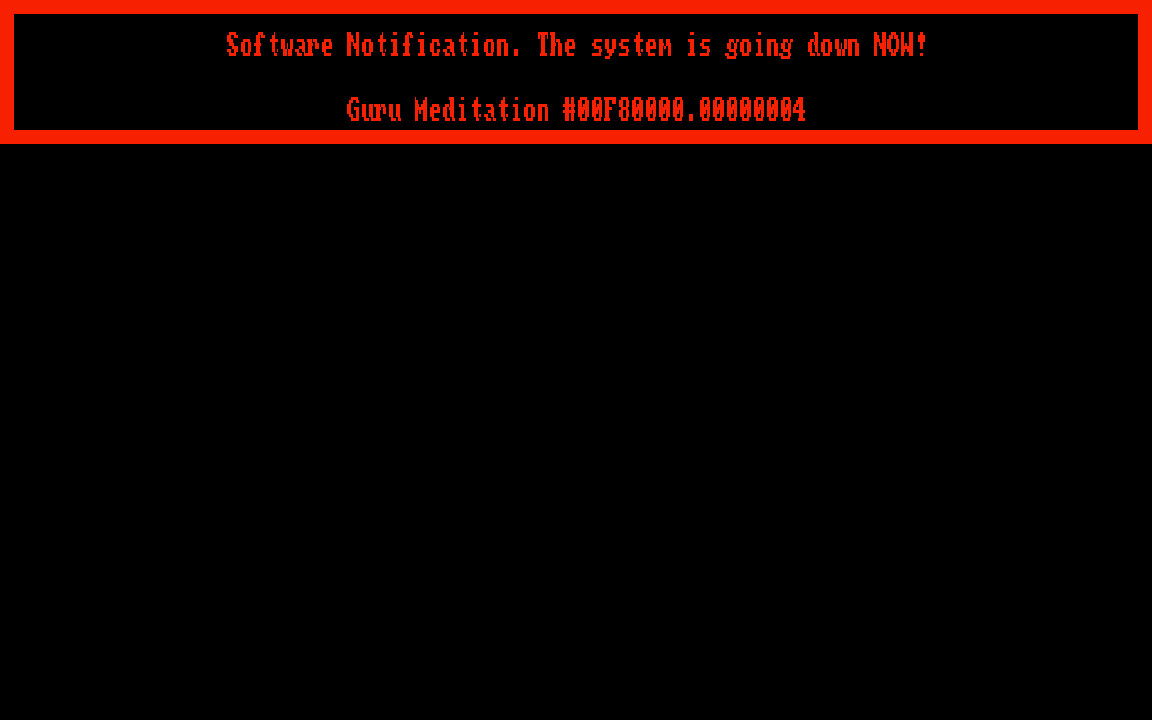 Software Notification. The system is going down NOW!
Guru Meditation #00F80000.00000004